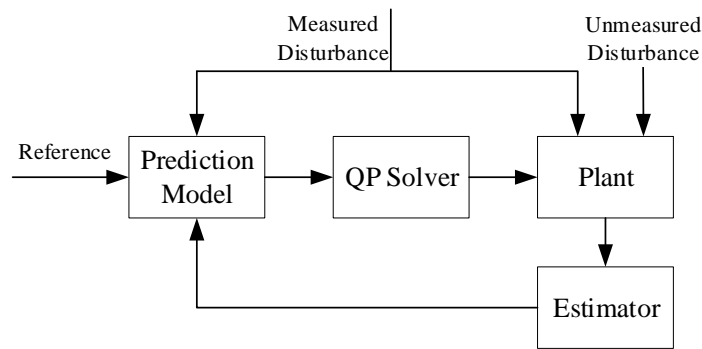 Measured
Disturbance
Unmeasured
Disturbance
Reference
Prediction
Model
QP Solver
Plant
Estimator